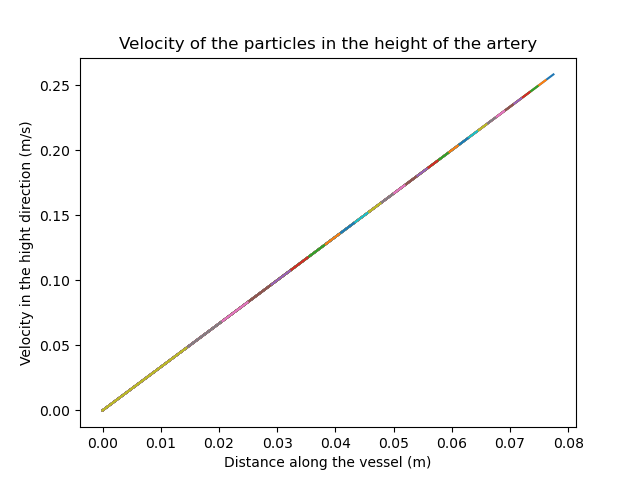 Velocity of the particles in the height of the artery
0.25
0.20
0.15
0.10
0.05
0.00
Velocity in the hight direction (m/s)
0.00 0.01 0.02 0.03 0.04 0.05 0.06 0.07 0.08
Distance along the vessel (m)